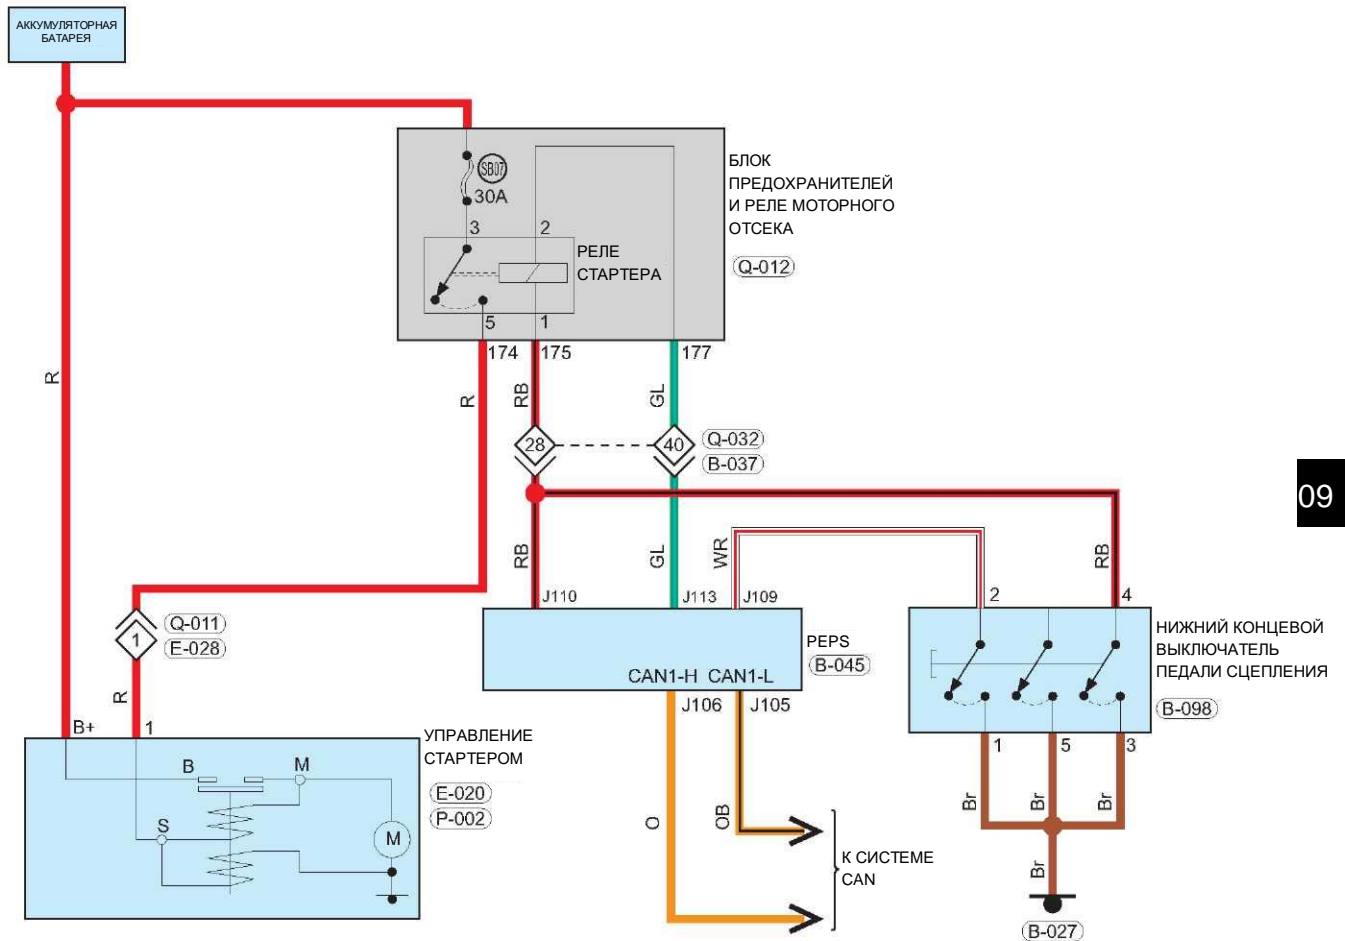 АККУМУЛЯТОРНАЯ
БАТАРЕЯ
SB07
30A
БЛОК
ПРЕДОХРАНИТЕЛЕЙ
И РЕЛЕ МОТОРНОГО
ОТСЕКА
Q-012
3
2
РЕЛЕ
СТАРТЕРА
5
1
174
175
177
R
R
RB
GL
28
40
Q-032
B-037
09
RB
GL
WR
RB
J110
J113
J109
2
4
Q-011
E-028
1
PEPS
B-045
CAN1-H CAN1-L
J106
J105
НИЖНИЙ КОНЦЕВОЙ
ВЫКЛЮЧАТЕЛЬ
ПЕДАЛИ СЦЕПЛЕНИЯ
B-098
R
B+
1
1
5
3
УПРАВЛЕНИЕ
СТАРТЕРОМ
E-020
P-002
B
M
S
M
O
OB
Br
Br
Br
К СИСТЕМЕ
CAN
Br
B-027